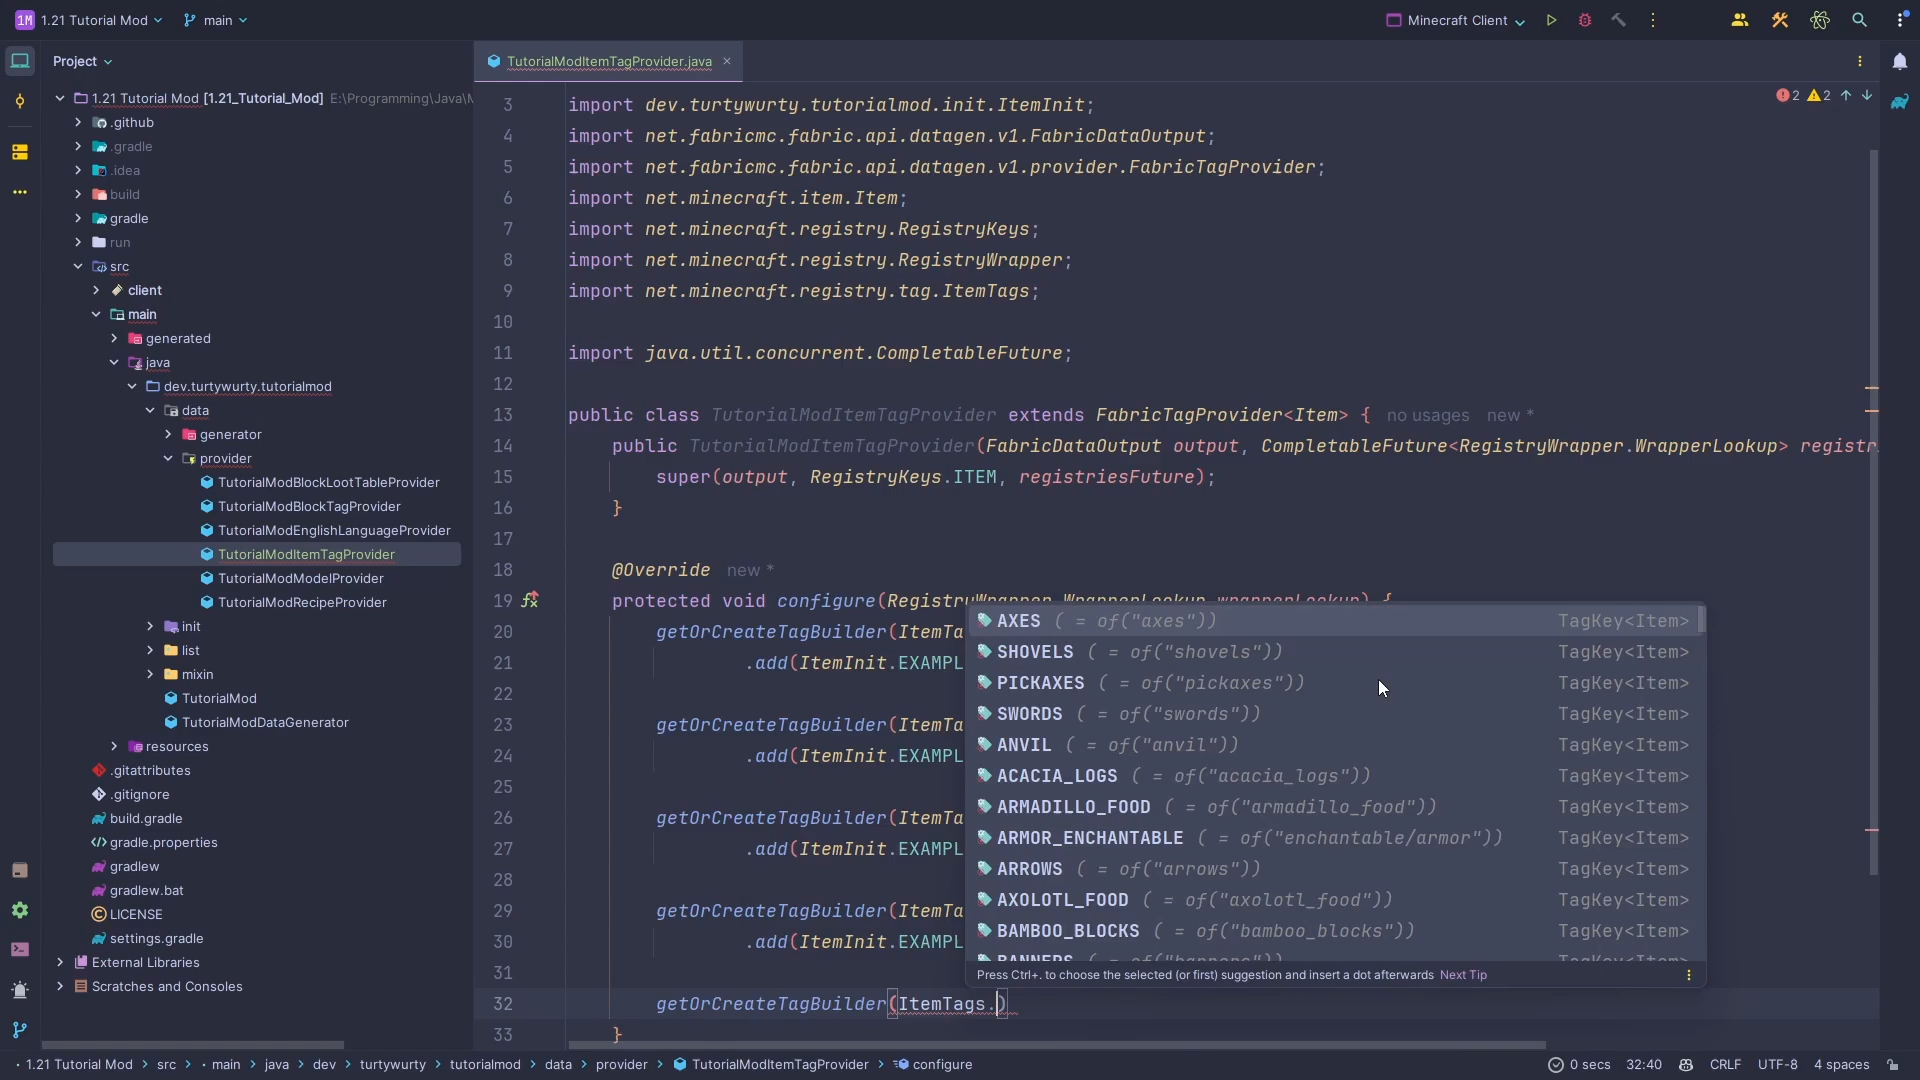 1M 1.21 Tutorial Mod main Minecraft Client
Project
TutorialModItemTagProvider.java
1.21 Tutorial Mod [1.21_Tutorial_Mod] E:\Programming\Java\
.github
.gradle
.idea
build
gradle
run
src
client
main
generated
java
dev.turtywurty.tutorialmod
data
generator
provider
TutorialModBlockLootTableProvider
TutorialModBlockTagProvider
TutorialModEnglishLanguageProvider
TutorialModItemTagProvider
TutorialModModelProvider
TutorialModRecipeProvider
init
list
mixin
TutorialMod
TutorialModDataGenerator
resources
.gitattributes
.gitignore
build.gradle
gradle.properties
gradlew
gradlew.bat
LICENSE
settings.gradle
External Libraries
Scratches and Consoles
2 2
3 import dev.turtywurty.tutorialmod.init.ItemInit;
4 import net.fabricmc.fabric.api.datagen.v1.FabricDataOutput;
5 import net.fabricmc.fabric.api.datagen.v1.provider.FabricTagProvider;
6 import net.minecraft.item.Item;
7 import net.minecraft.registry.RegistryKeys;
8 import net.minecraft.registry.RegistryWrapper;
9 import net.minecraft.registry.tag.ItemTags;
10
11 import java.util.concurrent.CompletableFuture;
12
13 public class TutorialModItemTagProvider extends FabricTagProvider<Item> { no usages new *
14 public TutorialModItemTagProvider(FabricDataOutput output, CompletableFuture<RegistryWrapper.WrapperLookup> registr
15 super(output, RegistryKeys.ITEM, registriesFuture);
16 }
17
18 @Override new *
19 protected void configure(RegistryWrapper.WrapperLookup wrapperLookup) {
20 getOrCreateTagBuilder(ItemTa
21 .add(ItemInit.EXAMPL
22
23 getOrCreateTagBuilder(ItemTa
24 .add(ItemInit.EXAMPL
25
26 getOrCreateTagBuilder(ItemTa
27 .add(ItemInit.EXAMPL
28
29 getOrCreateTagBuilder(ItemTa
30 .add(ItemInit.EXAMPL
31
32 getOrCreateTagBuilder(ItemTags.)
33 }
AXES ( = of("axes")) TagKey<Item>
SHOVELS ( = of("shovels")) TagKey<Item>
PICKAXES ( = of("pickaxes")) TagKey<Item>
SWORDS ( = of("swords")) TagKey<Item>
ANVIL ( = of("anvil")) TagKey<Item>
ACACIA_LOGS ( = of("acacia_logs")) TagKey<Item>
ARMADILLO_FOOD ( = of("armadillo_food")) TagKey<Item>
ARMOR_ENCHANTABLE ( = of("enchantable/armor")) TagKey<Item>
ARROWS ( = of("arrows")) TagKey<Item>
AXOLOTL_FOOD ( = of("axolotl_food")) TagKey<Item>
BAMBOO_BLOCKS ( = of("bamboo_blocks")) TagKey<Item>
BANNERS ( = of("banners")) TagKey<Item>
Press Ctrl+. to choose the selected (or first) suggestion and insert a dot afterwards Next Tip
1.21 Tutorial Mod > src > main > java > dev > turtywurty > tutorialmod > data > provider > TutorialModItemTagProvider > configure 0 secs 32:40 CRLF UTF-8 4 spaces